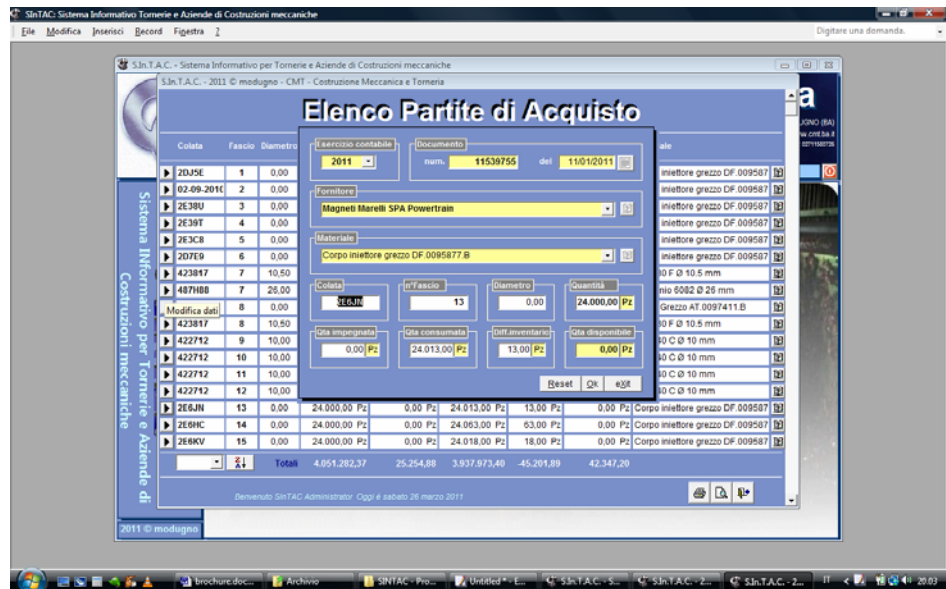 SInTAC: Sistema Informativo Tornerie e Aziende di Costruzioni meccaniche
File Modifica Inserisci Record Finestra ? Digitare una domanda.
S.In.T.A.C. - Sistema Informativo per Tornerie e Aziende di Costruzioni meccaniche
S.In.T.A.C. - 2011 © modugno - CMT - Costruzione Meccanica e Torneria
Elenco Partite di Acquisto
Colata Fascio Diametro
Esercizio contabile Documento
2011 num. 11539755 del 11/01/2011
Fornitore
Magneti Marelli SPA Powertrain
Materiale
Corpo iniettore grezzo DF.0095877.B
Colata n°Fascio Diametro Quantità
2E6JN 13 0,00 24.000,00 Pz
Qta impegnata Qta consumata Diff.inventario Qta disponibile
0,00 Pz 24.013,00 Pz 13,00 Pz 0,00 Pz
Reset Ok eXit
2DJ5E 1 0,00 iniettore grezzo DF.009587
02-09-201( 2 0,00 iniettore grezzo DF.009587
2E38U 3 0,00 iniettore grezzo DF.009587
2E39T 4 0,00 iniettore grezzo DF.009587
2E3C8 5 0,00 iniettore grezzo DF.009587
2D7E9 6 0,00 iniettore grezzo DF.009587
423817 7 10,50 30 F Ø 10.5 mm
487H88 7 26,00 nio 6082 Ø 26 mm
Modifica dati 8 0,00 Grezzo AT.0097411.B
423817 8 10,50 30 F Ø 10.5 mm
422712 9 10,00 40 C Ø 10 mm
422712 10 10,00 40 C Ø 10 mm
422712 11 10,00 40 C Ø 10 mm
422712 12 10,00 40 C Ø 10 mm
2E6JN 13 0,00 24.000,00 Pz 0,00 Pz 24.013,00 Pz 13,00 Pz 0,00 Pz Corpo iniettore grezzo DF.009587
2E6HC 14 0,00 24.000,00 Pz 0,00 Pz 24.063,00 Pz 63,00 Pz 0,00 Pz Corpo iniettore grezzo DF.009587
2E6KV 15 0,00 24.000,00 Pz 0,00 Pz 24.018,00 Pz 18,00 Pz 0,00 Pz Corpo iniettore grezzo DF.009587
Totali 4.051.282,37 25.254,88 3.937.973,40 -45.201,89 42.347,20
Benvenuto SInTAC Administrator Oggi è sabato 26 marzo 2011
Sistema INformativo per Tornerie e Aziende di
Costruzioni meccaniche
2011 © modugno
brochure.doc... Archivio SINTAC - Pro... Untitled * - E... S.In.T.A.C. - S... S.In.T.A.C. - 2... S.In.T.A.C. - 2... IT 20.03